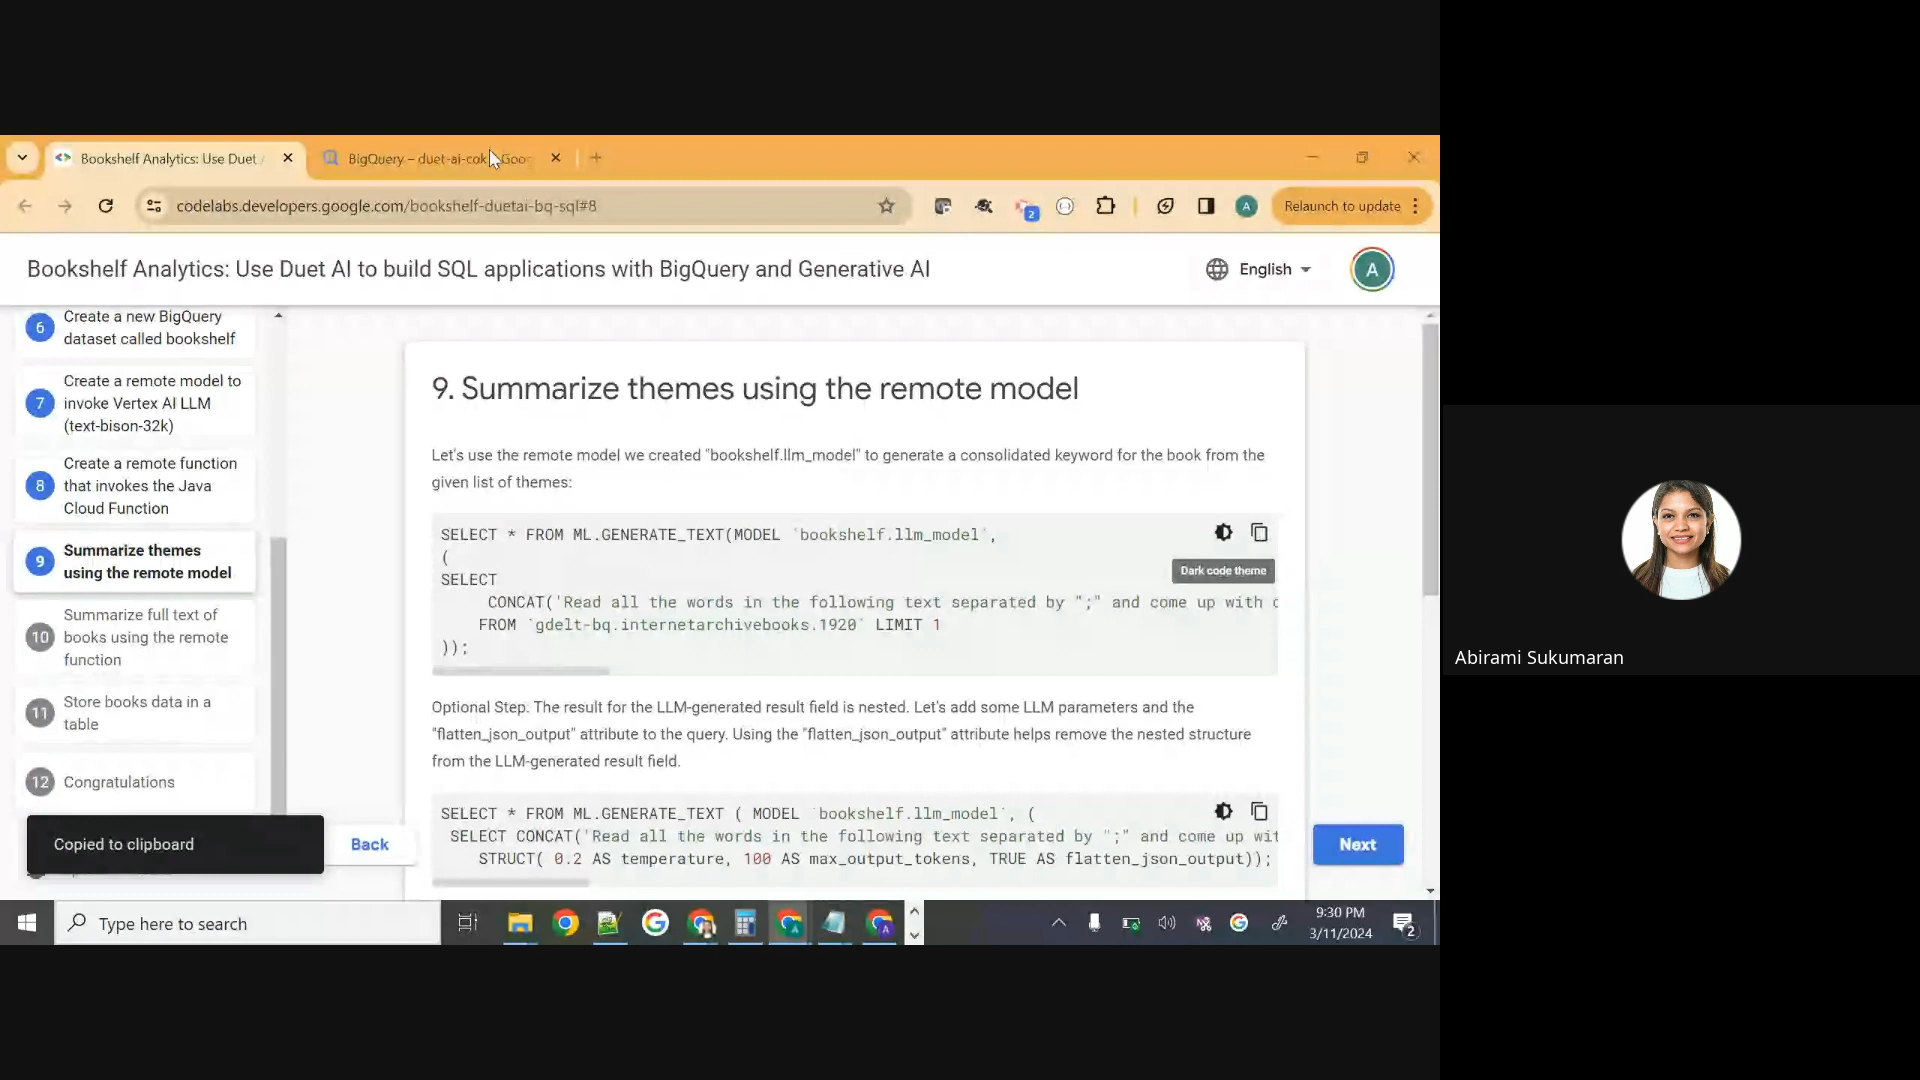 Bookshelf Analytics: Use Duet
BigQuery – duet-ai-cok
Goo
codelabs.developers.google.com/bookshelf-duetai-bq-sql#8
2
A
Relaunch to update
Bookshelf Analytics: Use Duet AI to build SQL applications with BigQuery and Generative AI
English
A
6
Create a new BigQuery
dataset called bookshelf
7
Create a remote model to
invoke Vertex AI LLM
(text-bison-32k)
8
Create a remote function
that invokes the Java
Cloud Function
9
Summarize themes
using the remote model
10
Summarize full text of
books using the remote
function
11
Store books data in a
table
12
Congratulations
Copied to clipboard
Back
9. Summarize themes using the remote model
Let's use the remote model we created "bookshelf.llm_model" to generate a consolidated keyword for the book from the
given list of themes:
SELECT * FROM ML.GENERATE_TEXT(MODEL `bookshelf.llm_model`,
(
SELECT
CONCAT('Read all the words in the following text separated by ";" and come up with
FROM `gdelt-bq.internetarchivebooks.1920` LIMIT 1
));
Dark code theme
Optional Step: The result for the LLM-generated result field is nested. Let's add some LLM parameters and the
"flatten_json_output" attribute to the query. Using the "flatten_json_output" attribute helps remove the nested structure
from the LLM-generated result field.
SELECT * FROM ML.GENERATE_TEXT ( MODEL `bookshelf.llm_model`, (
SELECT CONCAT('Read all the words in the following text separated by ";" and come up wit
STRUCT( 0.2 AS temperature, 100 AS max_output_tokens, TRUE AS flatten_json_output));
Next
Type here to search
9:30 PM
3/11/2024
2
Abirami Sukumaran